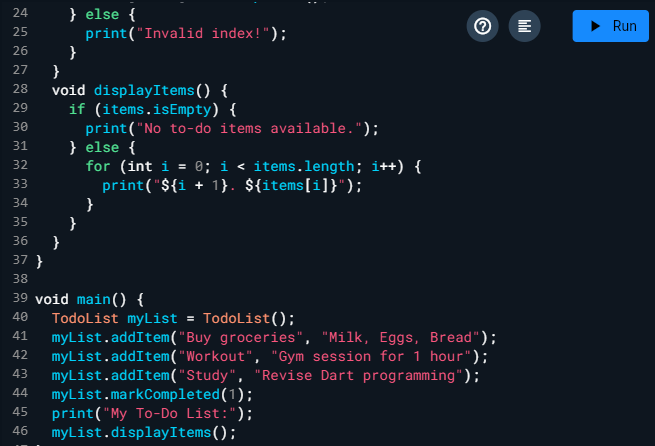 24     } else {
25       print("Invalid index!");
26     }
27   }
28   void displayItems() {
29     if (items.isEmpty) {
30       print("No to-do items available.");
31     } else {
32       for (int i = 0; i < items.length; i++) {
33         print("${i + 1}. ${items[i]}");
34       }
35     }
36   }
37 }
38
39 void main() {
40   TodoList myList = TodoList();
41   myList.addItem("Buy groceries", "Milk, Eggs, Bread");
42   myList.addItem("Workout", "Gym session for 1 hour");
43   myList.addItem("Study", "Revise Dart programming");
44   myList.markCompleted(1);
45   print("My To-Do List:");
46   myList.displayItems();
Run